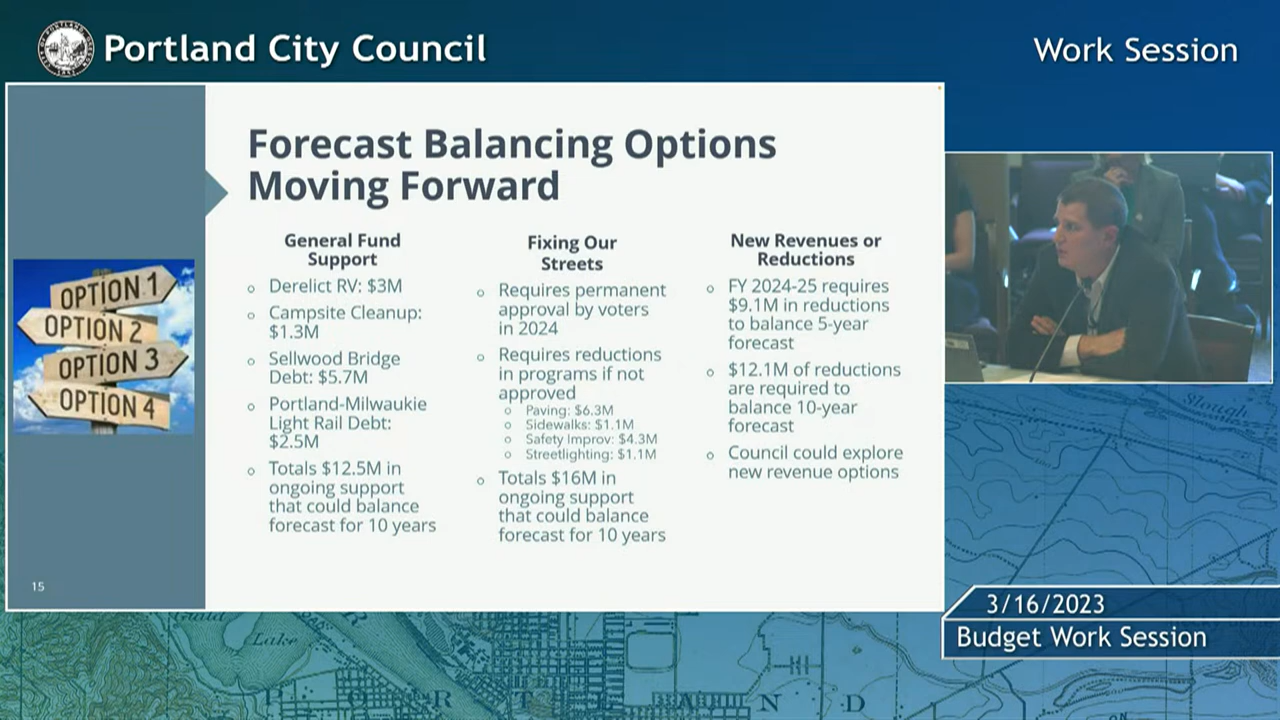 Portland City Council
Work Session
Forecast Balancing Options
Moving Forward
General Fund
Support
Derelict RV: $3M
Campsite Cleanup:
$1.3M
Sellwood Bridge
Debt: $5.7M
Portland-Milwaukie
Light Rail Debt:
$2.5M
Totals $12.5M in
ongoing support
that could balance
forecast for 10 years
Fixing Our
Streets
Requires permanent
approval by voters
in 2024
Requires reductions
in programs if not
approved
Paving: $6.3M
Sidewalks: $1.1M
Safety Improv: $4.3M
Streetlighting: $1.1M
Totals $16M in
ongoing support
that could balance
forecast for 10 years
New Revenues or
Reductions
FY 2024-25 requires
$9.1M in reductions
to balance 5-year
forecast
$12.1M of reductions
are required to
balance 10-year
forecast
Council could explore
new revenue options
OPTION 1
OPTION 2
OPTION 3
OPTION 4
15
Slough
3/16/2023
Budget Work Session
Guild
Lake
P O R T L A N D